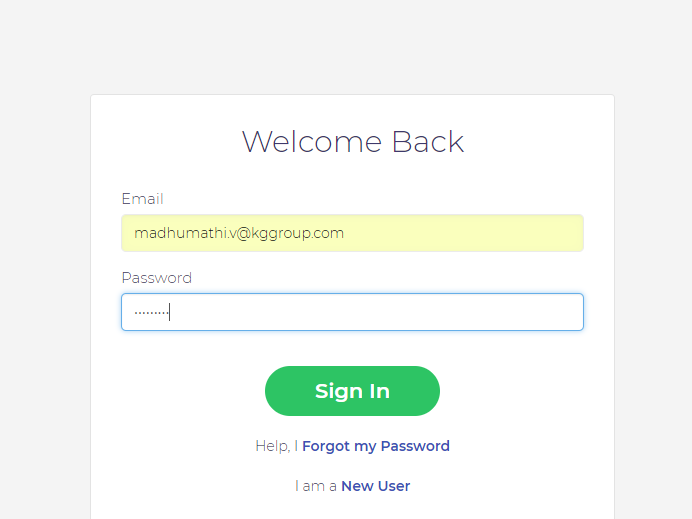 Welcome Back
Email
madhumathi.v@kggroup.com
Password
·········
Sign In
Help, I Forgot my Password
I am a New User